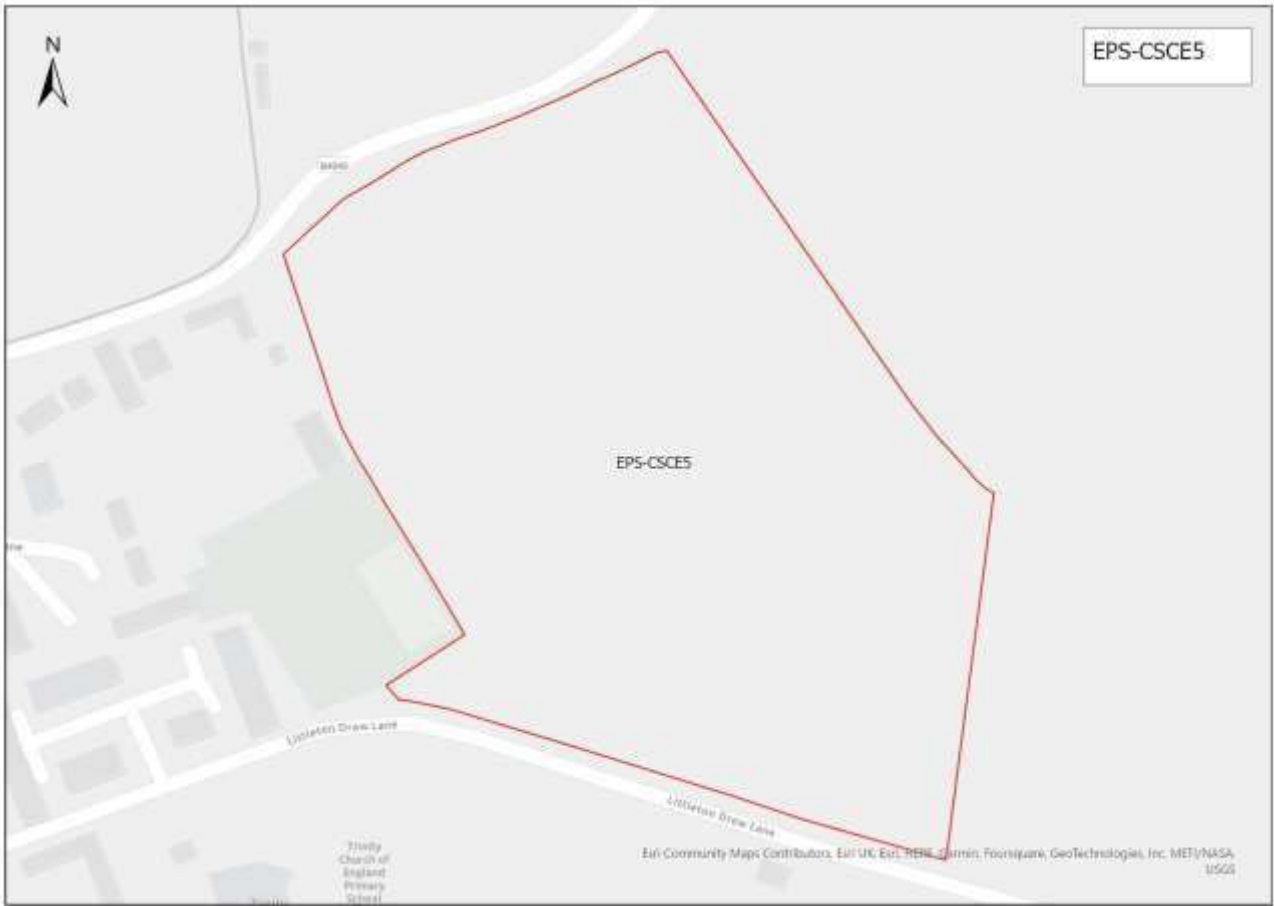 N
EPS-CSCE5
B4040
EPS-CSCE5
Littleton Drew Lane
Littleton Drew Lane
Trinity
Church of
England
Primary
School
Esri Community Maps Contributors, Esri UK, Esri, HERE, Garmin, Foursquare, GeoTechnologies, Inc, METI/NASA,
USGS